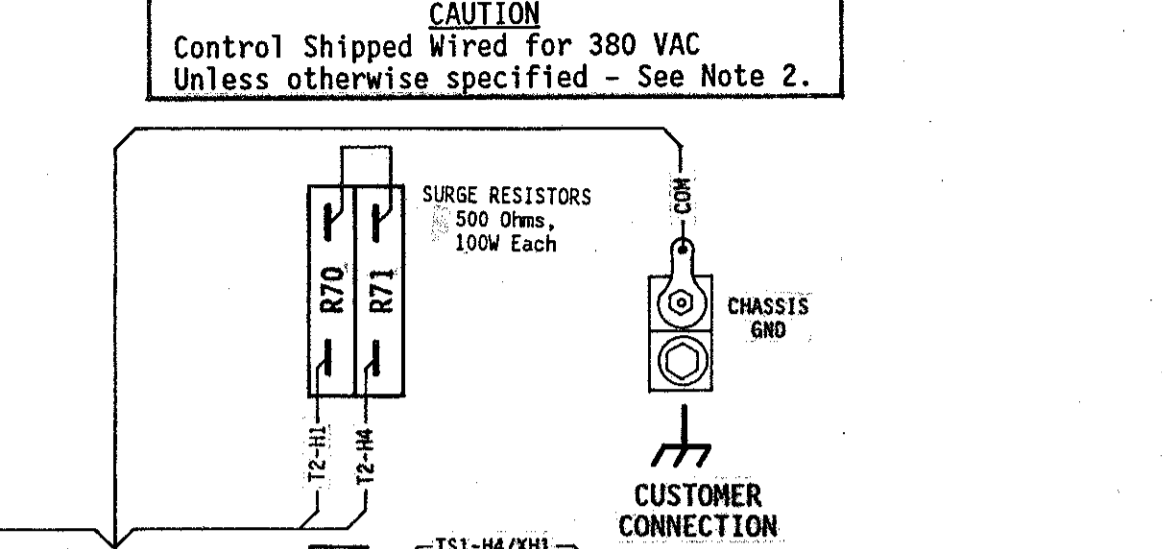 CAUTION
Control Shipped Wired for 380 VAC
Unless otherwise specified - See Note 2.
SURGE RESISTORS
500 Ohms,
100W Each
COM
R70
R71
CHASSIS
GND
T2-H1
T2-H4
CUSTOMER
CONNECTION
TS1-H4/XH1